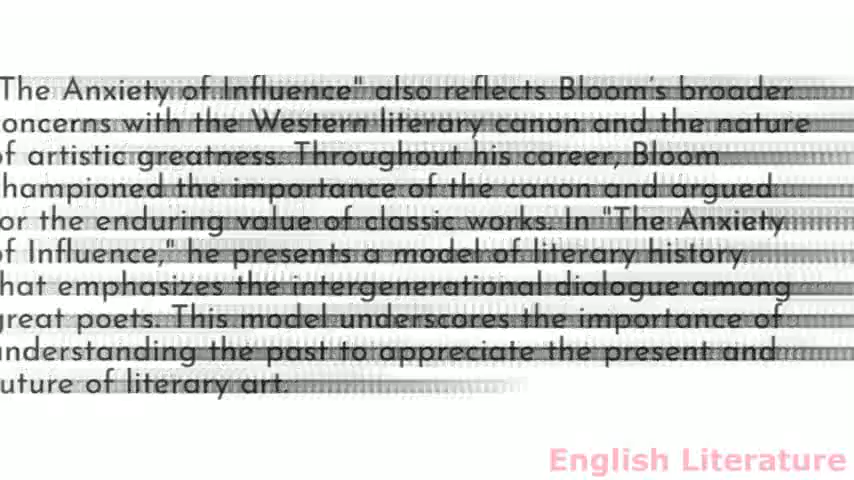 "The Anxiety of Influence" also reflects Bloom's broader
oncerns with the Western literary canon and the nature
of artistic greatness. Throughout his career, Bloom
hampioned the importance of the canon and argued
or the enduring value of classic works. In "The Anxiety
of Influence," he presents a model of literary history
hat emphasizes the intergenerational dialogue among
great poets. This model underscores the importance of
understanding the past to appreciate the present and
uture of literary art.
English Literature